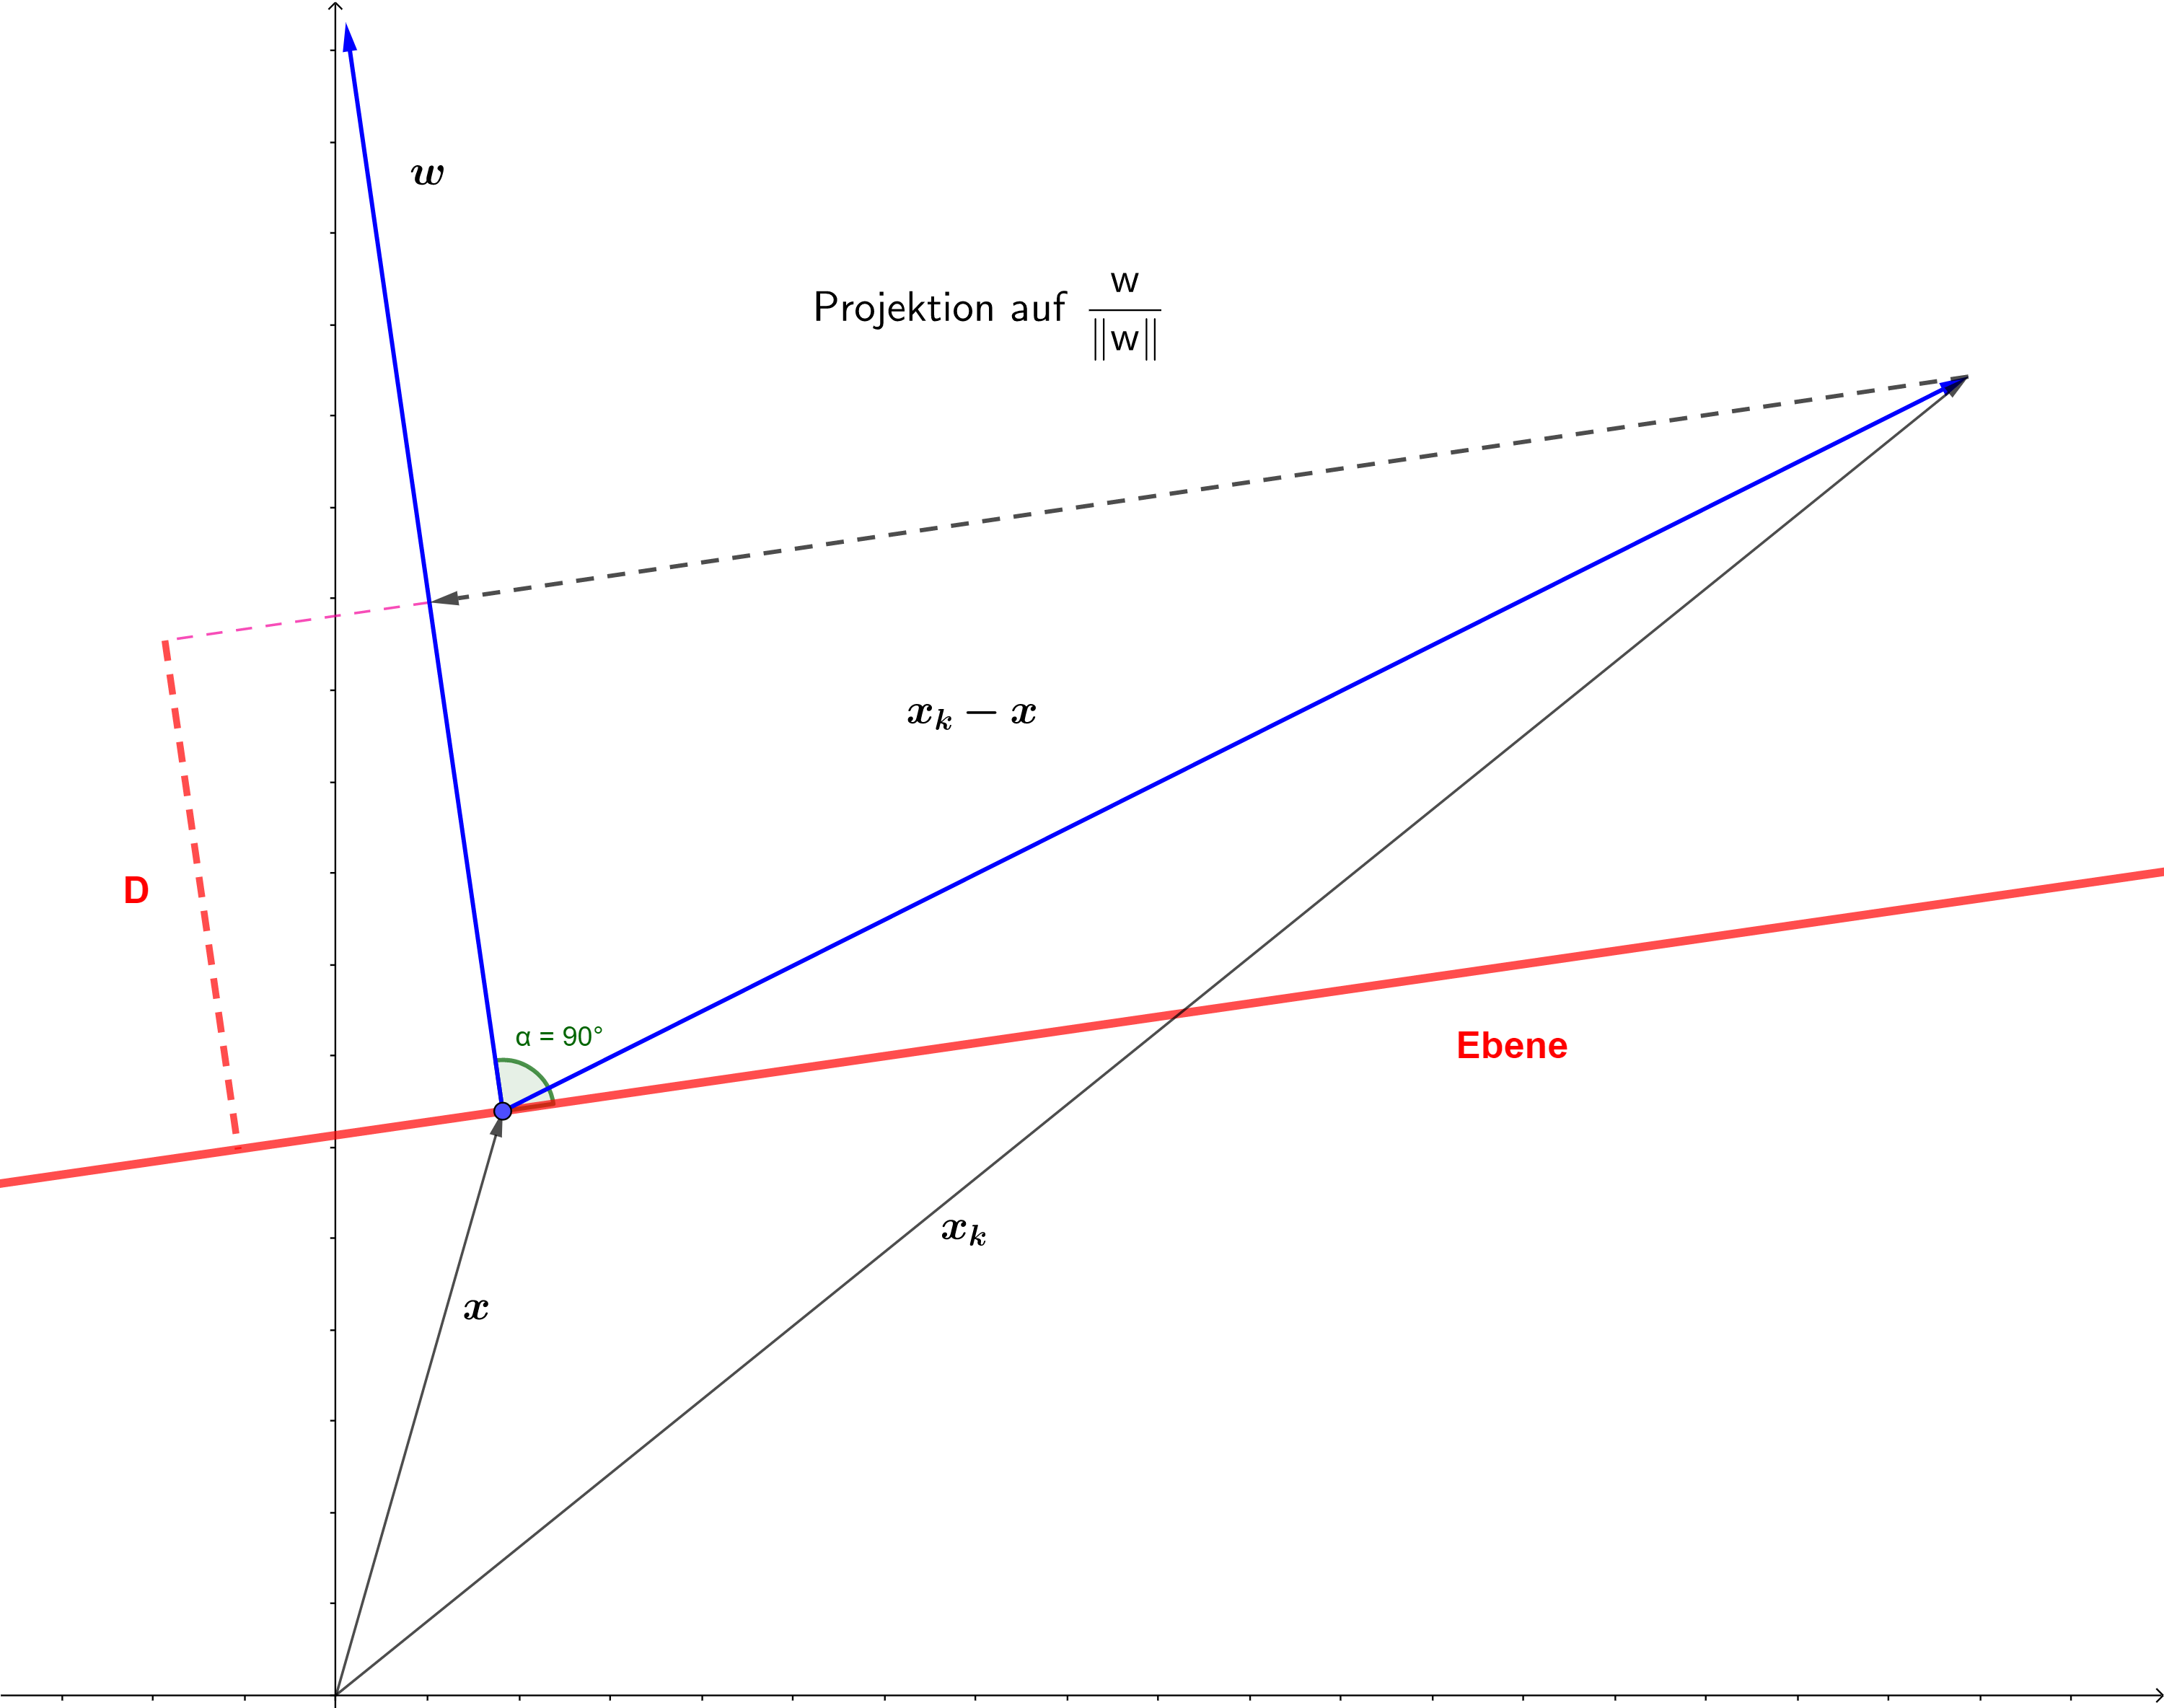 w
Projektion auf w/‖w‖
x_k − x
D
α = 90°
Ebene
x_k
x